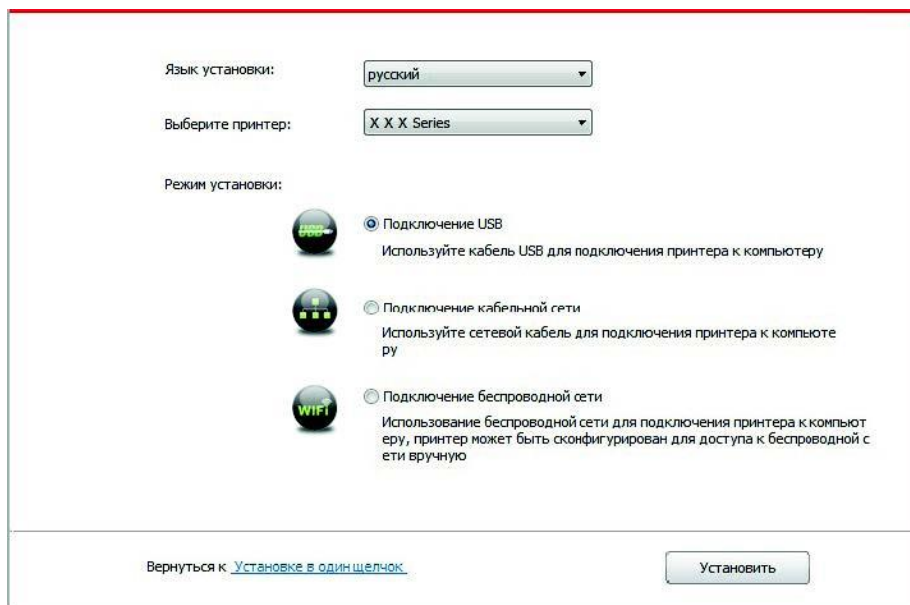 Язык установки: русский
Выберите принтер: X X X Series
Режим установки:
USB
Подключение USB
Используйте кабель USB для подключения принтера к компьютеру
Подключение кабельной сети
Используйте сетевой кабель для подключения принтера к компьюте
ру
WiFi
Подключение беспроводной сети
Использование беспроводной сети для подключения принтера к компьют
еру, принтер может быть сконфигурирован для доступа к беспроводной с
ети вручную
Вернуться к Установке в один щелчок
Установить